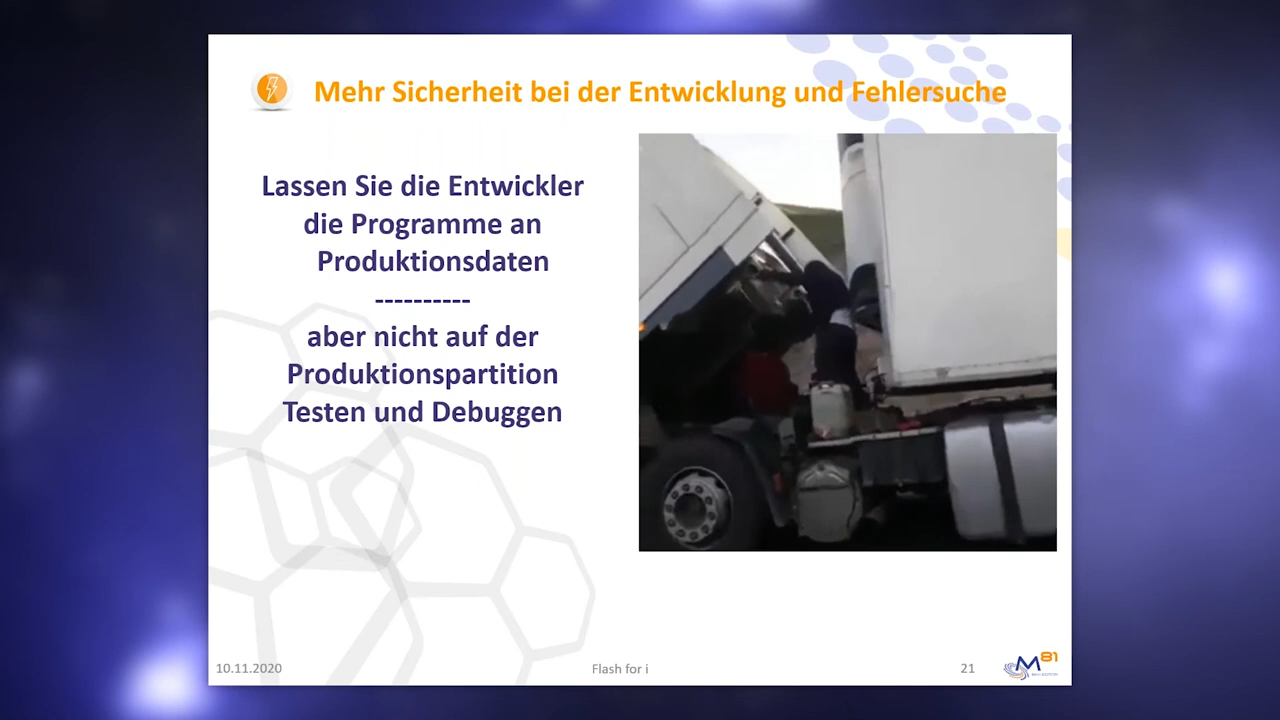 Mehr Sicherheit bei der Entwicklung und Fehlersuche
Lassen Sie die Entwickler
die Programme an
Produktionsdaten
----------
aber nicht auf der
Produktionspartition
Testen und Debuggen
10.11.2020
Flash for i
21
M81